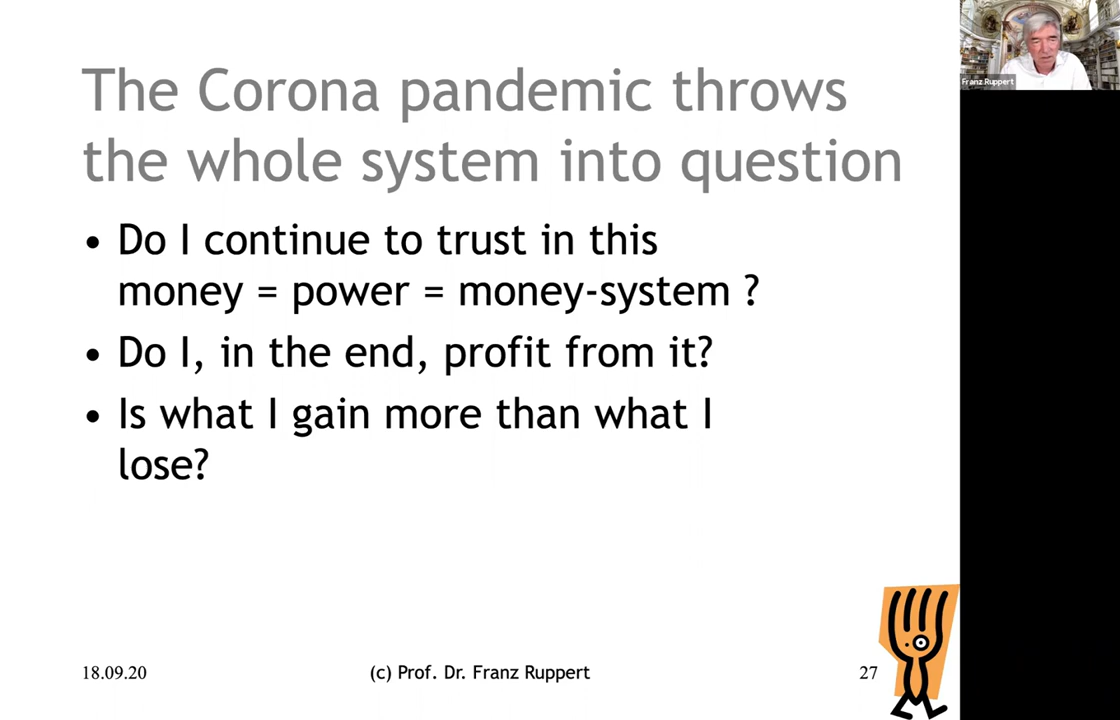 The Corona pandemic throws
the whole system into question
• Do I continue to trust in this
money = power = money-system ?
• Do I, in the end, profit from it?
• Is what I gain more than what I
lose?
18.09.20
(c) Prof. Dr. Franz Ruppert
27
Franz Ruppert